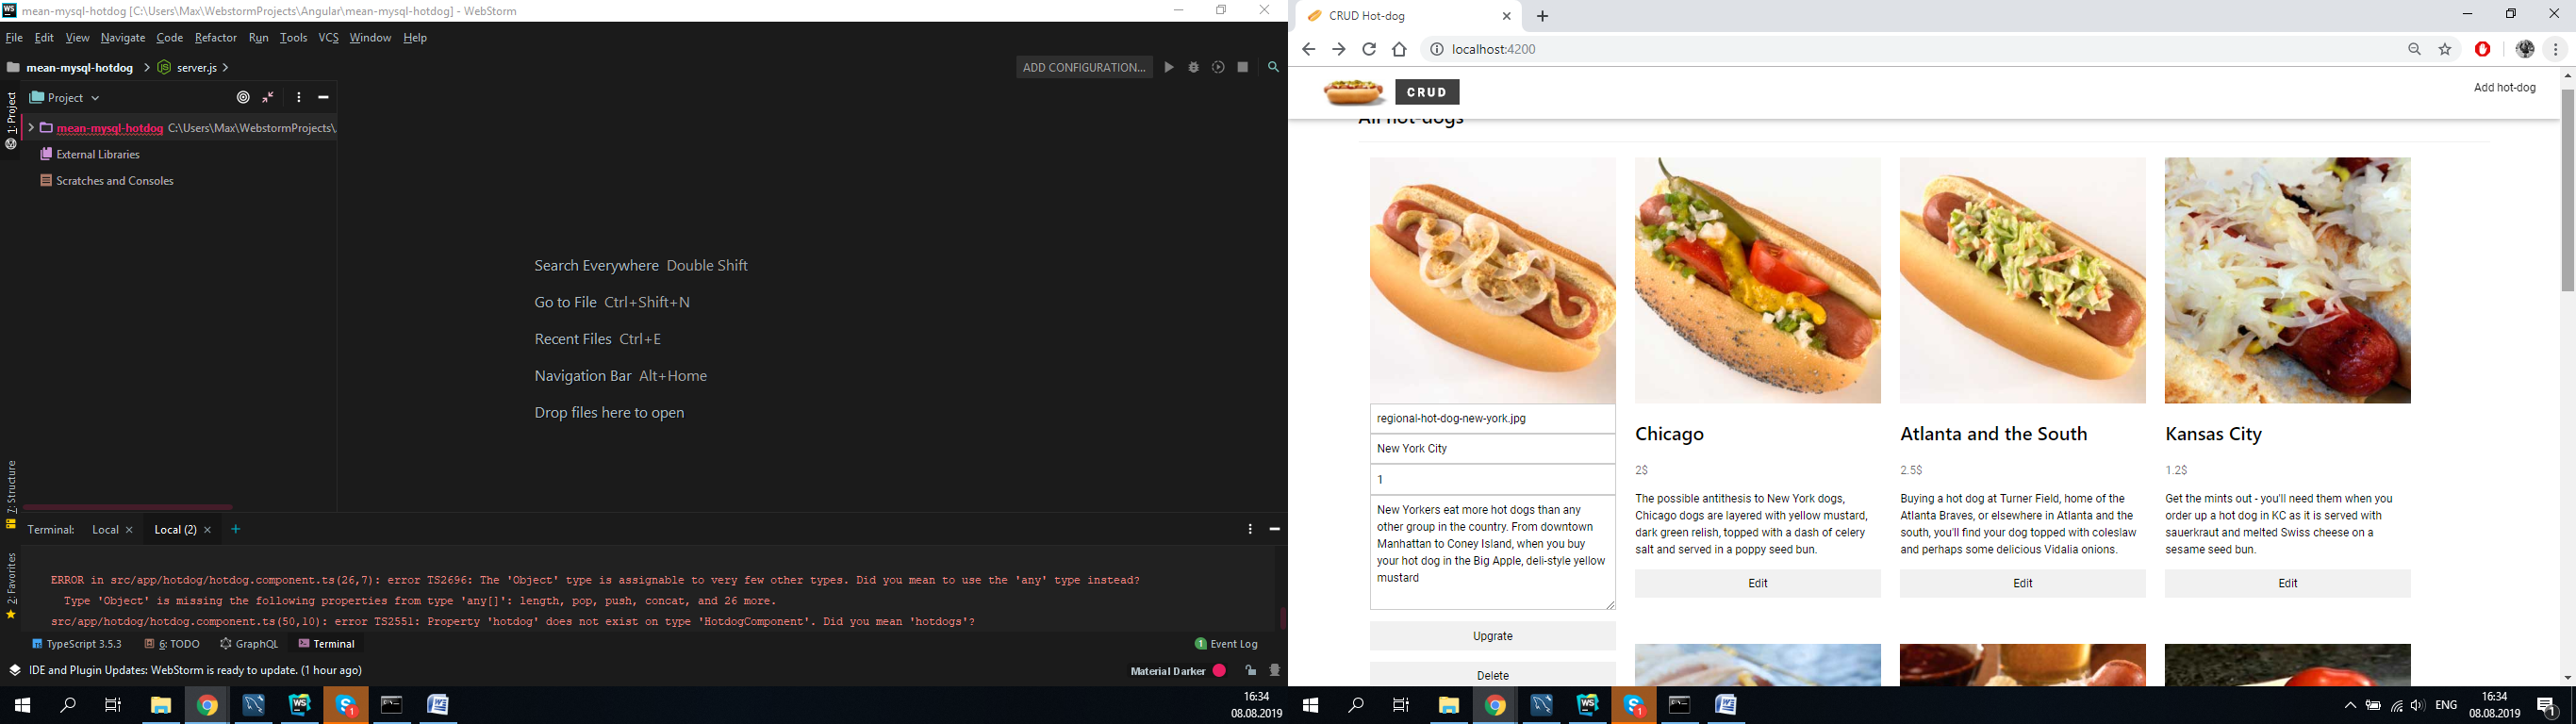 mean-mysql-hotdog [C:\Users\Max\WebstormProjects\Angular\mean-mysql-hotdog] - WebStorm
File Edit View Navigate Code Refactor Run Tools VCS Window Help
mean-mysql-hotdog server.js
ADD CONFIGURATION...
1: Project
Project
mean-mysql-hotdog C:\Users\Max\WebstormProjects\
External Libraries
Scratches and Consoles
Search Everywhere Double Shift
Go to File Ctrl+Shift+N
Recent Files Ctrl+E
Navigation Bar Alt+Home
Drop files here to open
7: Structure
2: Favorites
Terminal: Local Local (2)
ERROR in src/app/hotdog/hotdog.component.ts(26,7): error TS2696: The 'Object' type is assignable to very few other types. Did you mean to use the 'any' type instead?
Type 'Object' is missing the following properties from type 'any[]': length, pop, push, concat, and 26 more.
src/app/hotdog/hotdog.component.ts(50,10): error TS2551: Property 'hotdog' does not exist on type 'HotdogComponent'. Did you mean 'hotdogs'?
TypeScript 3.5.3 6: TODO GraphQL Terminal
1 Event Log
IDE and Plugin Updates: WebStorm is ready to update. (1 hour ago)
Material Darker
16:34
08.08.2019
CRUD Hot-dog
localhost:4200
CRUD
Add hot-dog
All hot-dogs
regional-hot-dog-new-york.jpg
New York City
1
New Yorkers eat more hot dogs than any
other group in the country. From downtown
Manhattan to Coney Island, when you buy
your hot dog in the Big Apple, deli-style yellow
mustard
Upgrate
Delete
Chicago
2$
The possible antithesis to New York dogs,
Chicago dogs are layered with yellow mustard,
dark green relish, topped with a dash of celery
salt and served in a poppy seed bun.
Edit
Atlanta and the South
2.5$
Buying a hot dog at Turner Field, home of the
Atlanta Braves, or elsewhere in Atlanta and the
south, you'll find your dog topped with coleslaw
and perhaps some delicious Vidalia onions.
Edit
Kansas City
1.2$
Get the mints out - you'll need them when you
order up a hot dog in KC as it is served with
sauerkraut and melted Swiss cheese on a
sesame seed bun.
Edit
ENG
16:34
08.08.2019
1